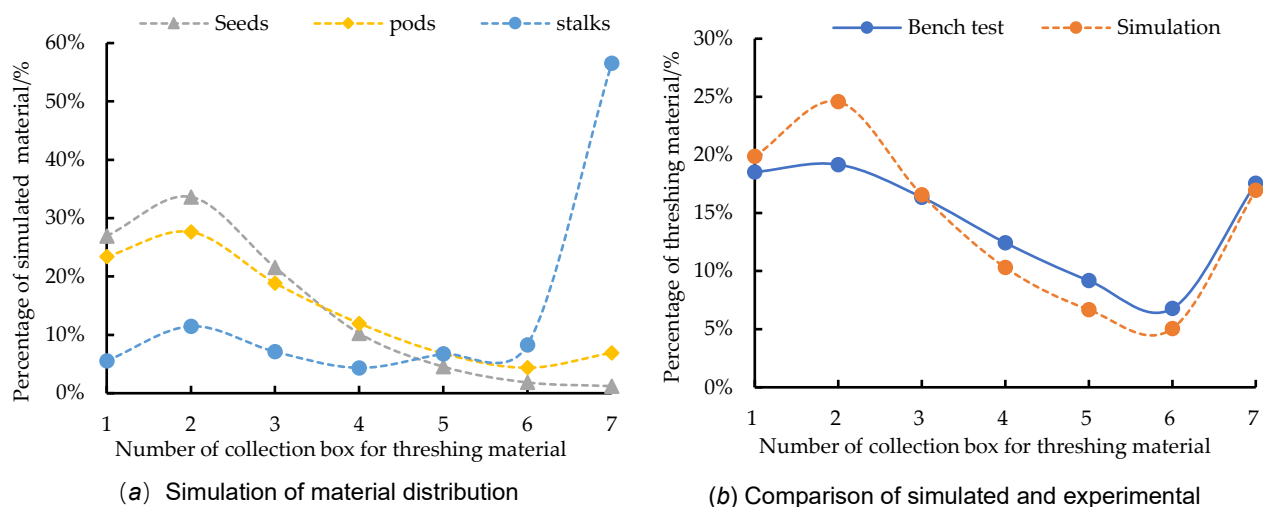 Seeds pods stalks
Percentage of simulated material/%
60%
50%
40%
30%
20%
10%
0%
1 2 3 4 5 6 7
Number of collection box for threshing material
(a) Simulation of material distribution
Bench test Simulation
Percentage of threshing material/%
30%
25%
20%
15%
10%
5%
0%
1 2 3 4 5 6 7
Number of collection box for threshing material
(b) Comparison of simulated and experimental